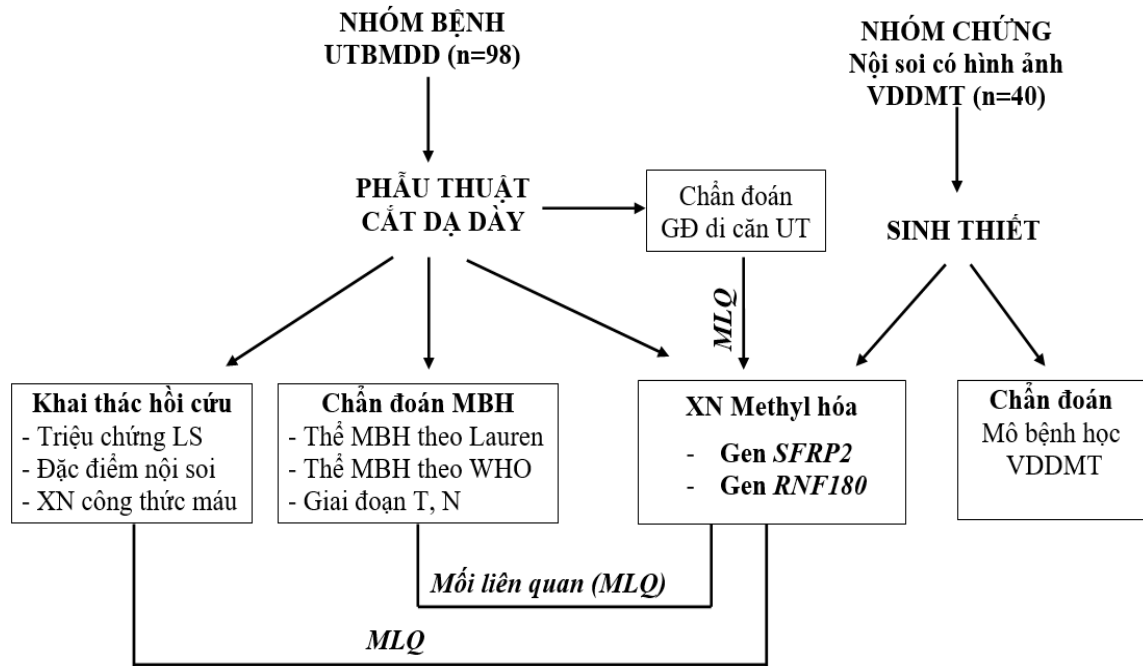 NHÓM BỆNH
UTBMDD (n=98)
NHÓM CHỨNG
Nội soi có hình ảnh
VDDMT (n=40)
PHẪU THUẬT
CẮT DẠ DÀY
Chẩn đoán
GĐ di căn UT
SINH THIẾT
MLQ
Khai thác hồi cứu
- Triệu chứng LS
- Đặc điểm nội soi
- XN công thức máu
Chẩn đoán MBH
- Thể MBH theo Lauren
- Thể MBH theo WHO
- Giai đoạn T, N
XN Methyl hóa
- Gen SFRP2
- Gen RNF180
Chẩn đoán
Mô bệnh học
VDDMT
Mối liên quan (MLQ)
MLQ